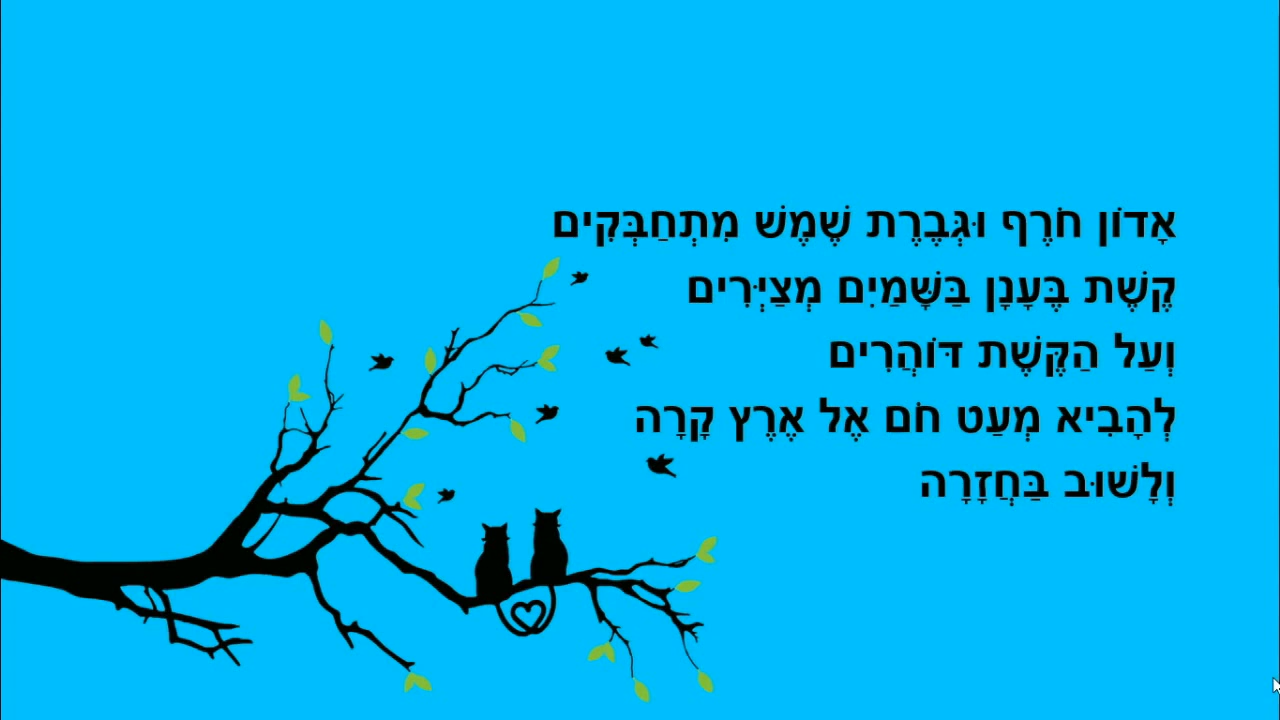 אָדוֹן חֹרֶף וּגְּבֶרֶת שֶׁמֶשׁ מִתְחַבְּקִים
קֶשֶׁת בֶּעָנָן בַּשָּׁמַיִם מְצַיְּרִים
וְעַל הַקֶּשֶׁת דּוֹהֲרִים
לְהָבִיא מְעַט חֹם אֶל אֶרֶץ קָרָה
וְלָשׁוּב בַּחֲזָרָה